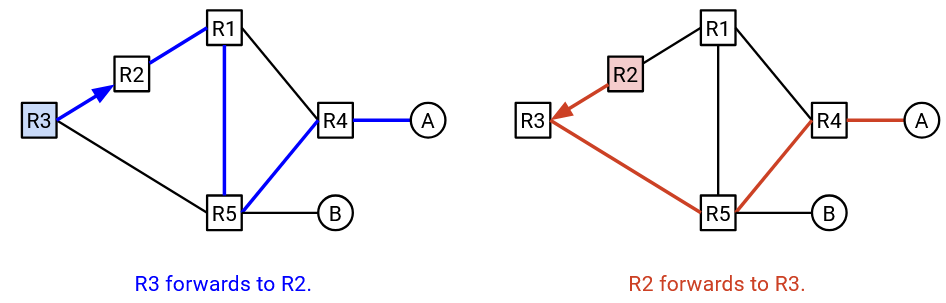 R1
R2
R3
R4
A
R5
B
R3 forwards to R2.
R1
R2
R3
R4
A
R5
B
R2 forwards to R3.